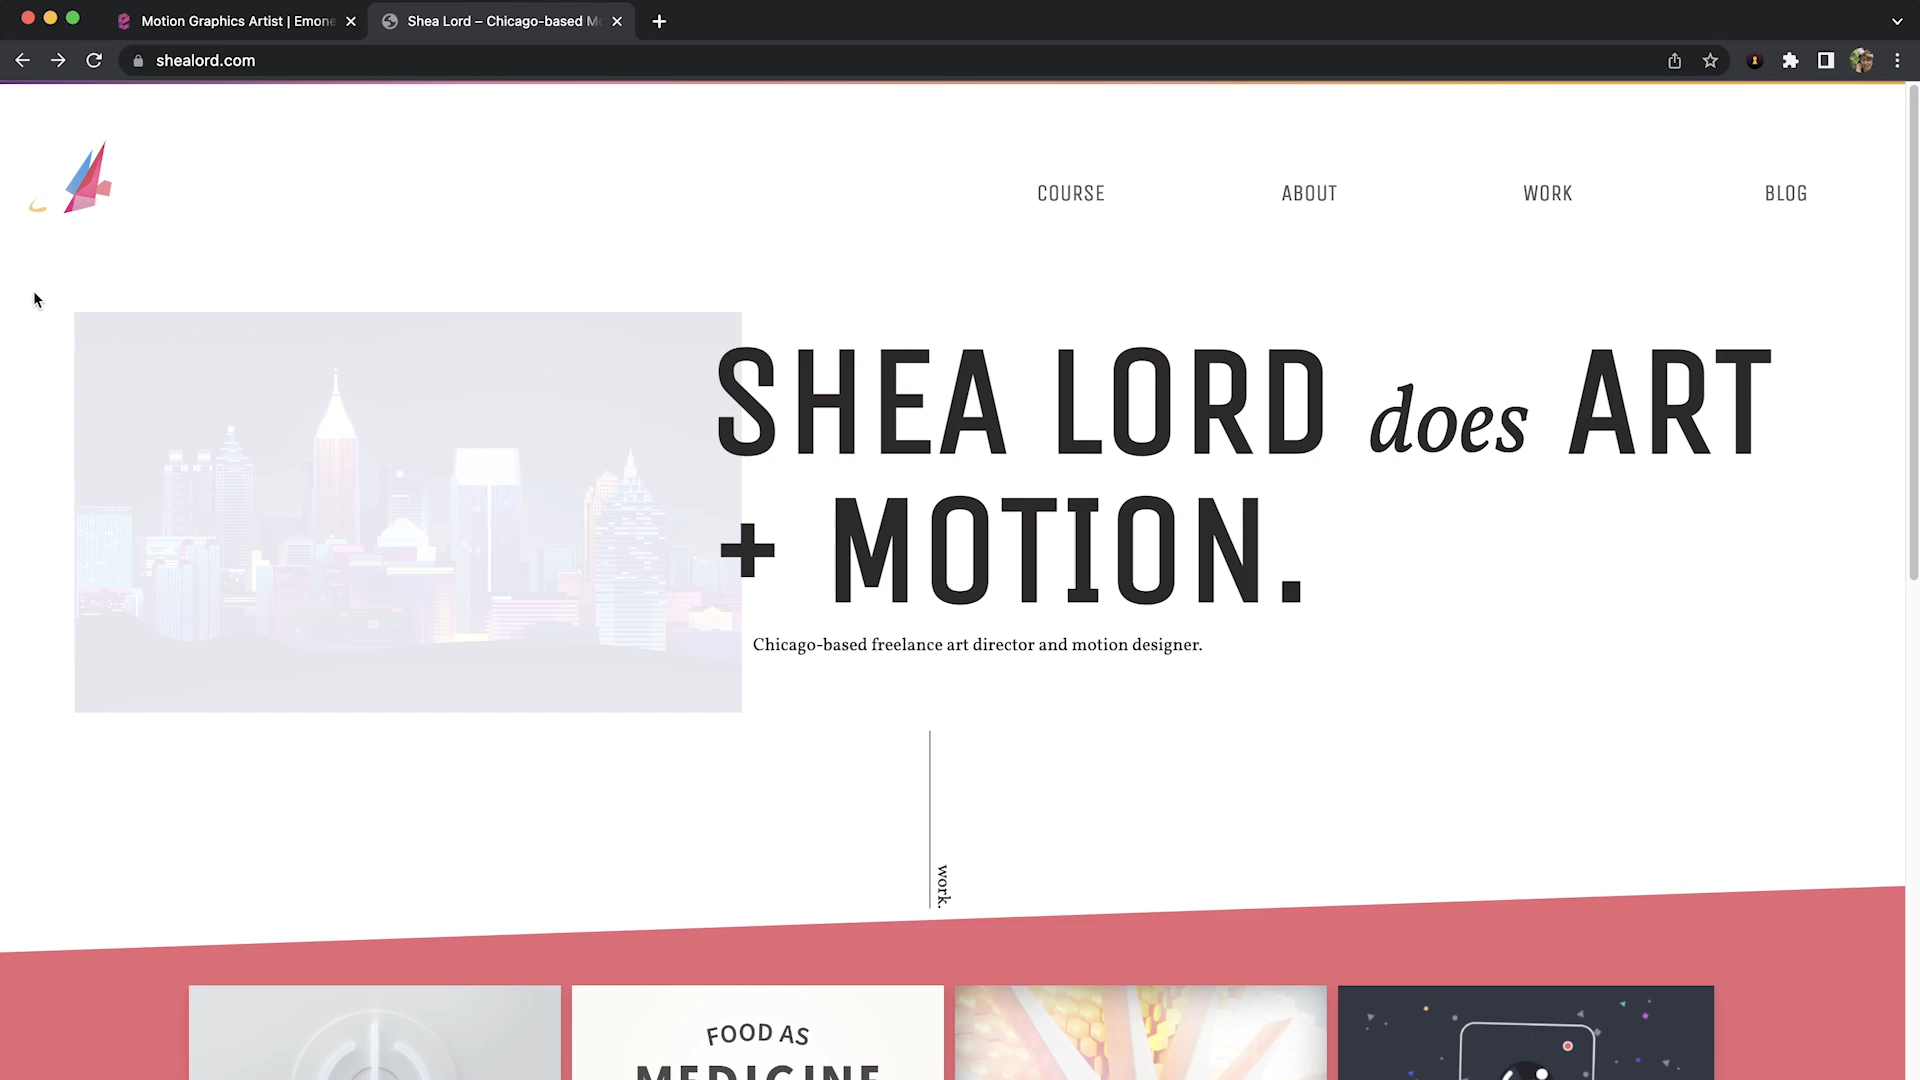 Motion Graphics Artist | Emone
Shea Lord – Chicago-based Mo
shealord.com
COURSE
ABOUT
WORK
BLOG
SHEA LORD does ART
+ MOTION.
Chicago-based freelance art director and motion designer.
work.
FOOD AS
MEDICINE